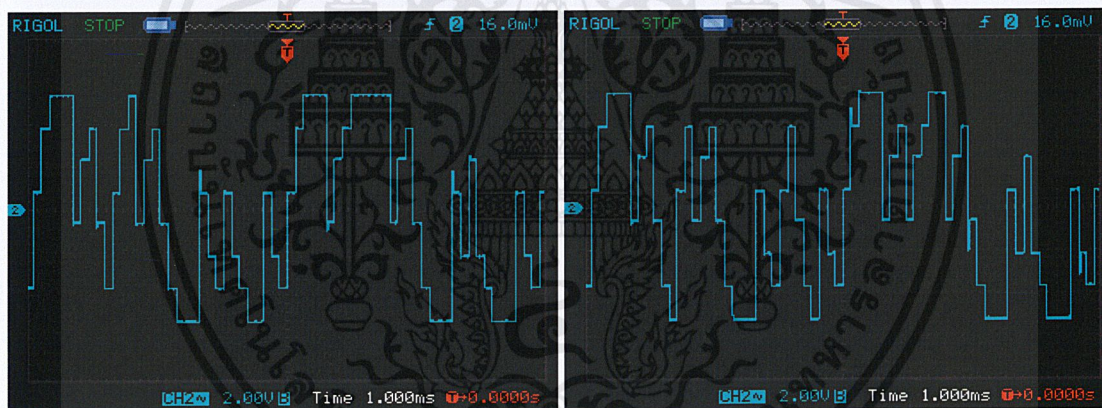 RIGOL STOP T ƒ 2 16.0mV
T
2
CH2~ 2.00V B Time 1.000ms T→0.0000s
RIGOL STOP T ƒ 2 16.0mV
T
2
CH2~ 2.00V B Time 1.000ms T→0.0000s